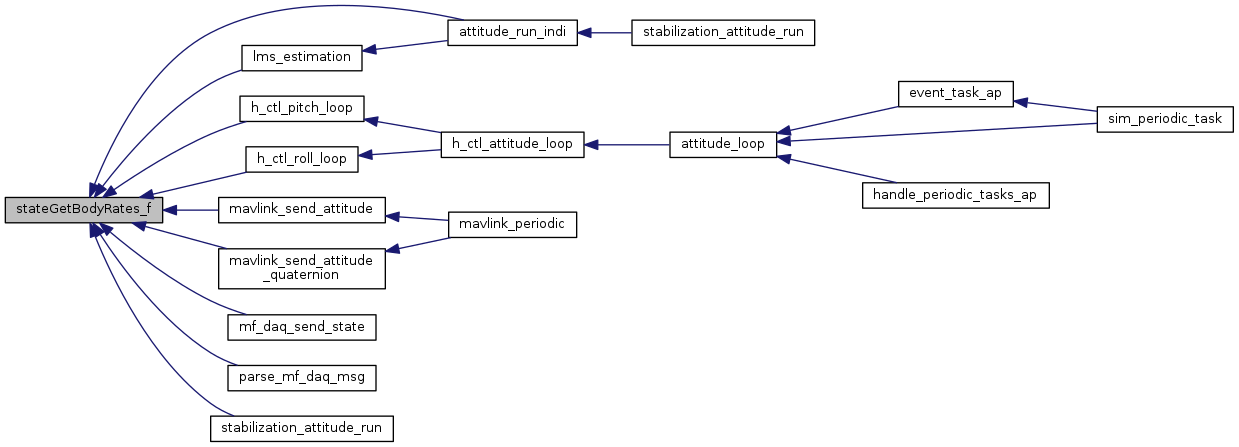 attitude_run_indi
stabilization_attitude_run
lms_estimation
event_task_ap
h_ctl_pitch_loop
sim_periodic_task
h_ctl_attitude_loop
attitude_loop
h_ctl_roll_loop
handle_periodic_tasks_ap
stateGetBodyRates_f
mavlink_send_attitude
mavlink_periodic
mavlink_send_attitude
_quaternion
mf_daq_send_state
parse_mf_daq_msg
stabilization_attitude_run